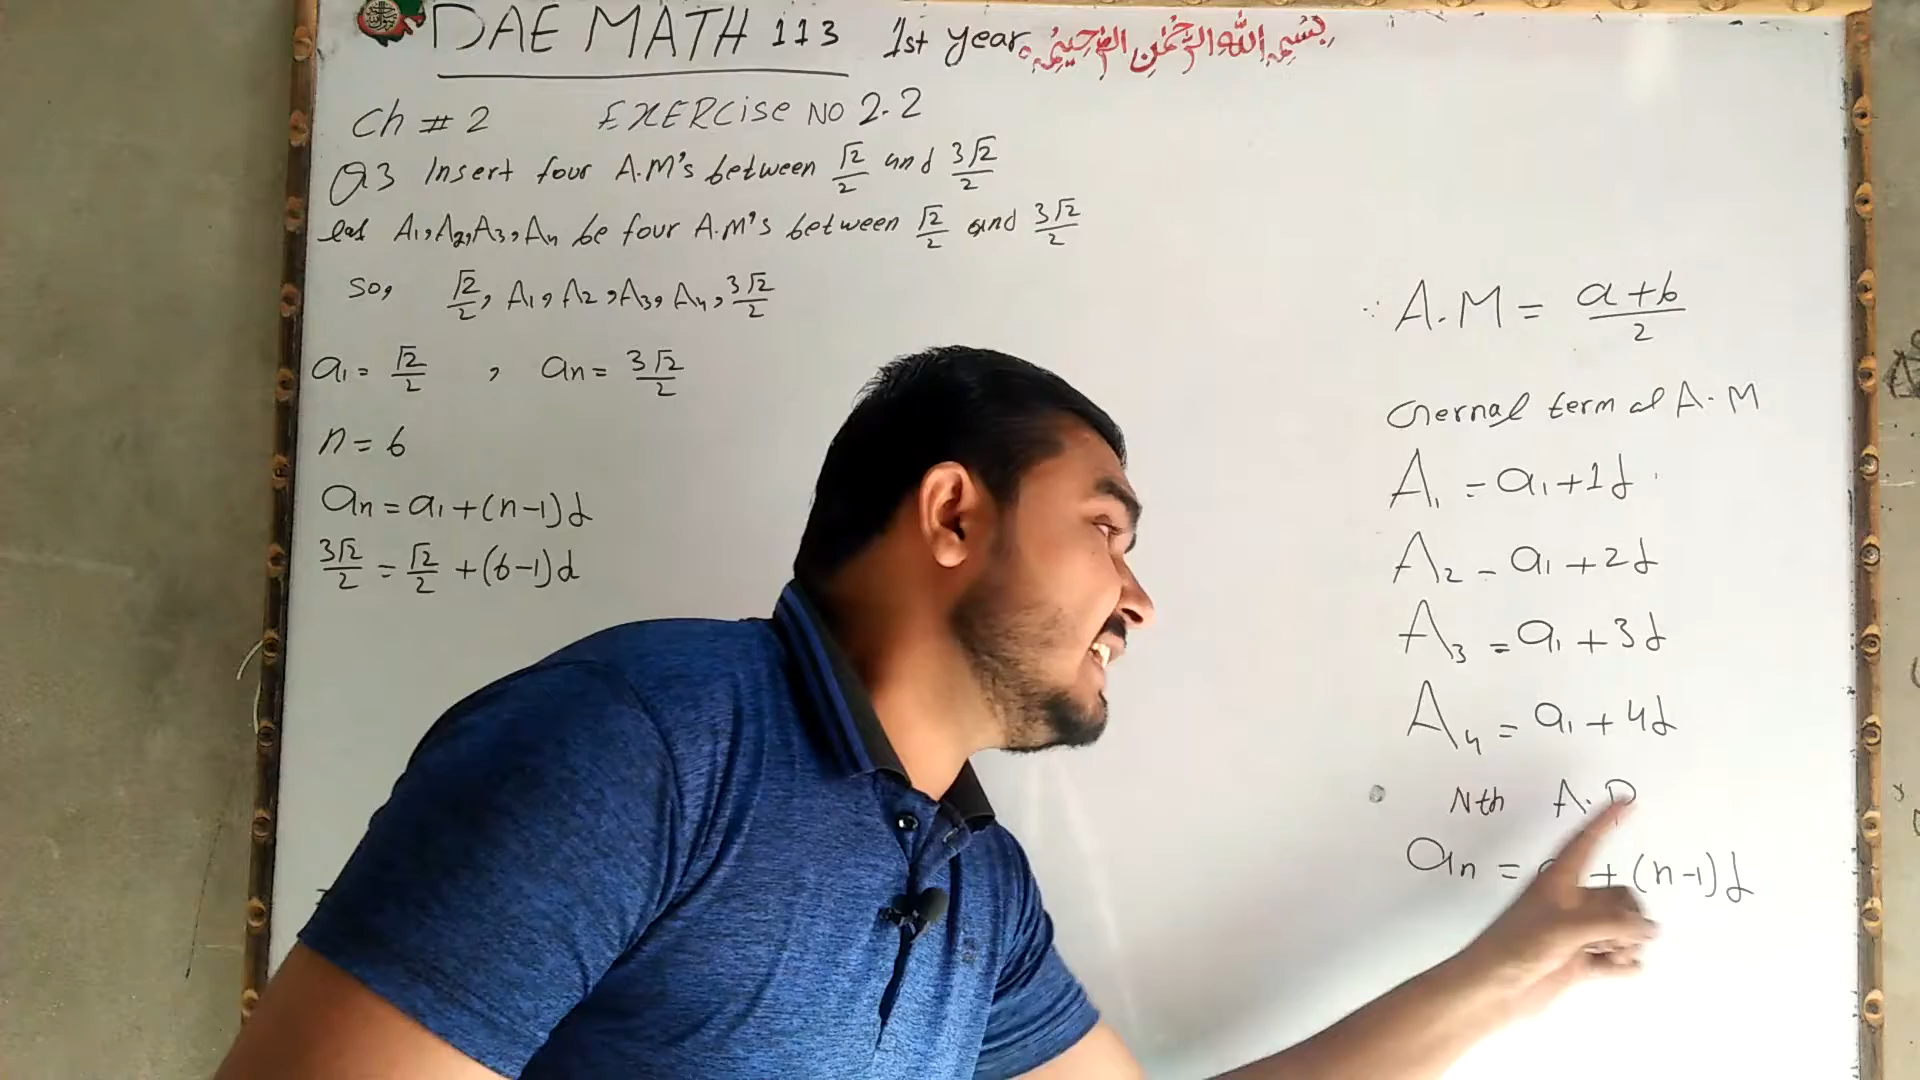 DAE MATH 113 1st year بِسْمِ اللهِ الرَّحْمٰنِ الرَّحِيْمِ
Ch # 2 EXERCise NO 2.2
Q3 Insert four A.M's between √2/2 and 3√2/2
let A₁,A₂,A₃,A₄ be four A.M's between √2/2 and 3√2/2
So, √2/2, A₁, A₂, A₃, A₄, 3√2/2
a₁ = √2/2 , an = 3√2/2
n = 6
an = a₁ + (n-1)d
3√2/2 = √2/2 + (6-1)d
∵ A.M = a+b/2
Gernal term of A.M
A₁ = a₁+1d
A₂ = a₁+2d
A₃ = a₁+3d
A₄ = a₁+4d
Nth A.P
an = + (n-1)d